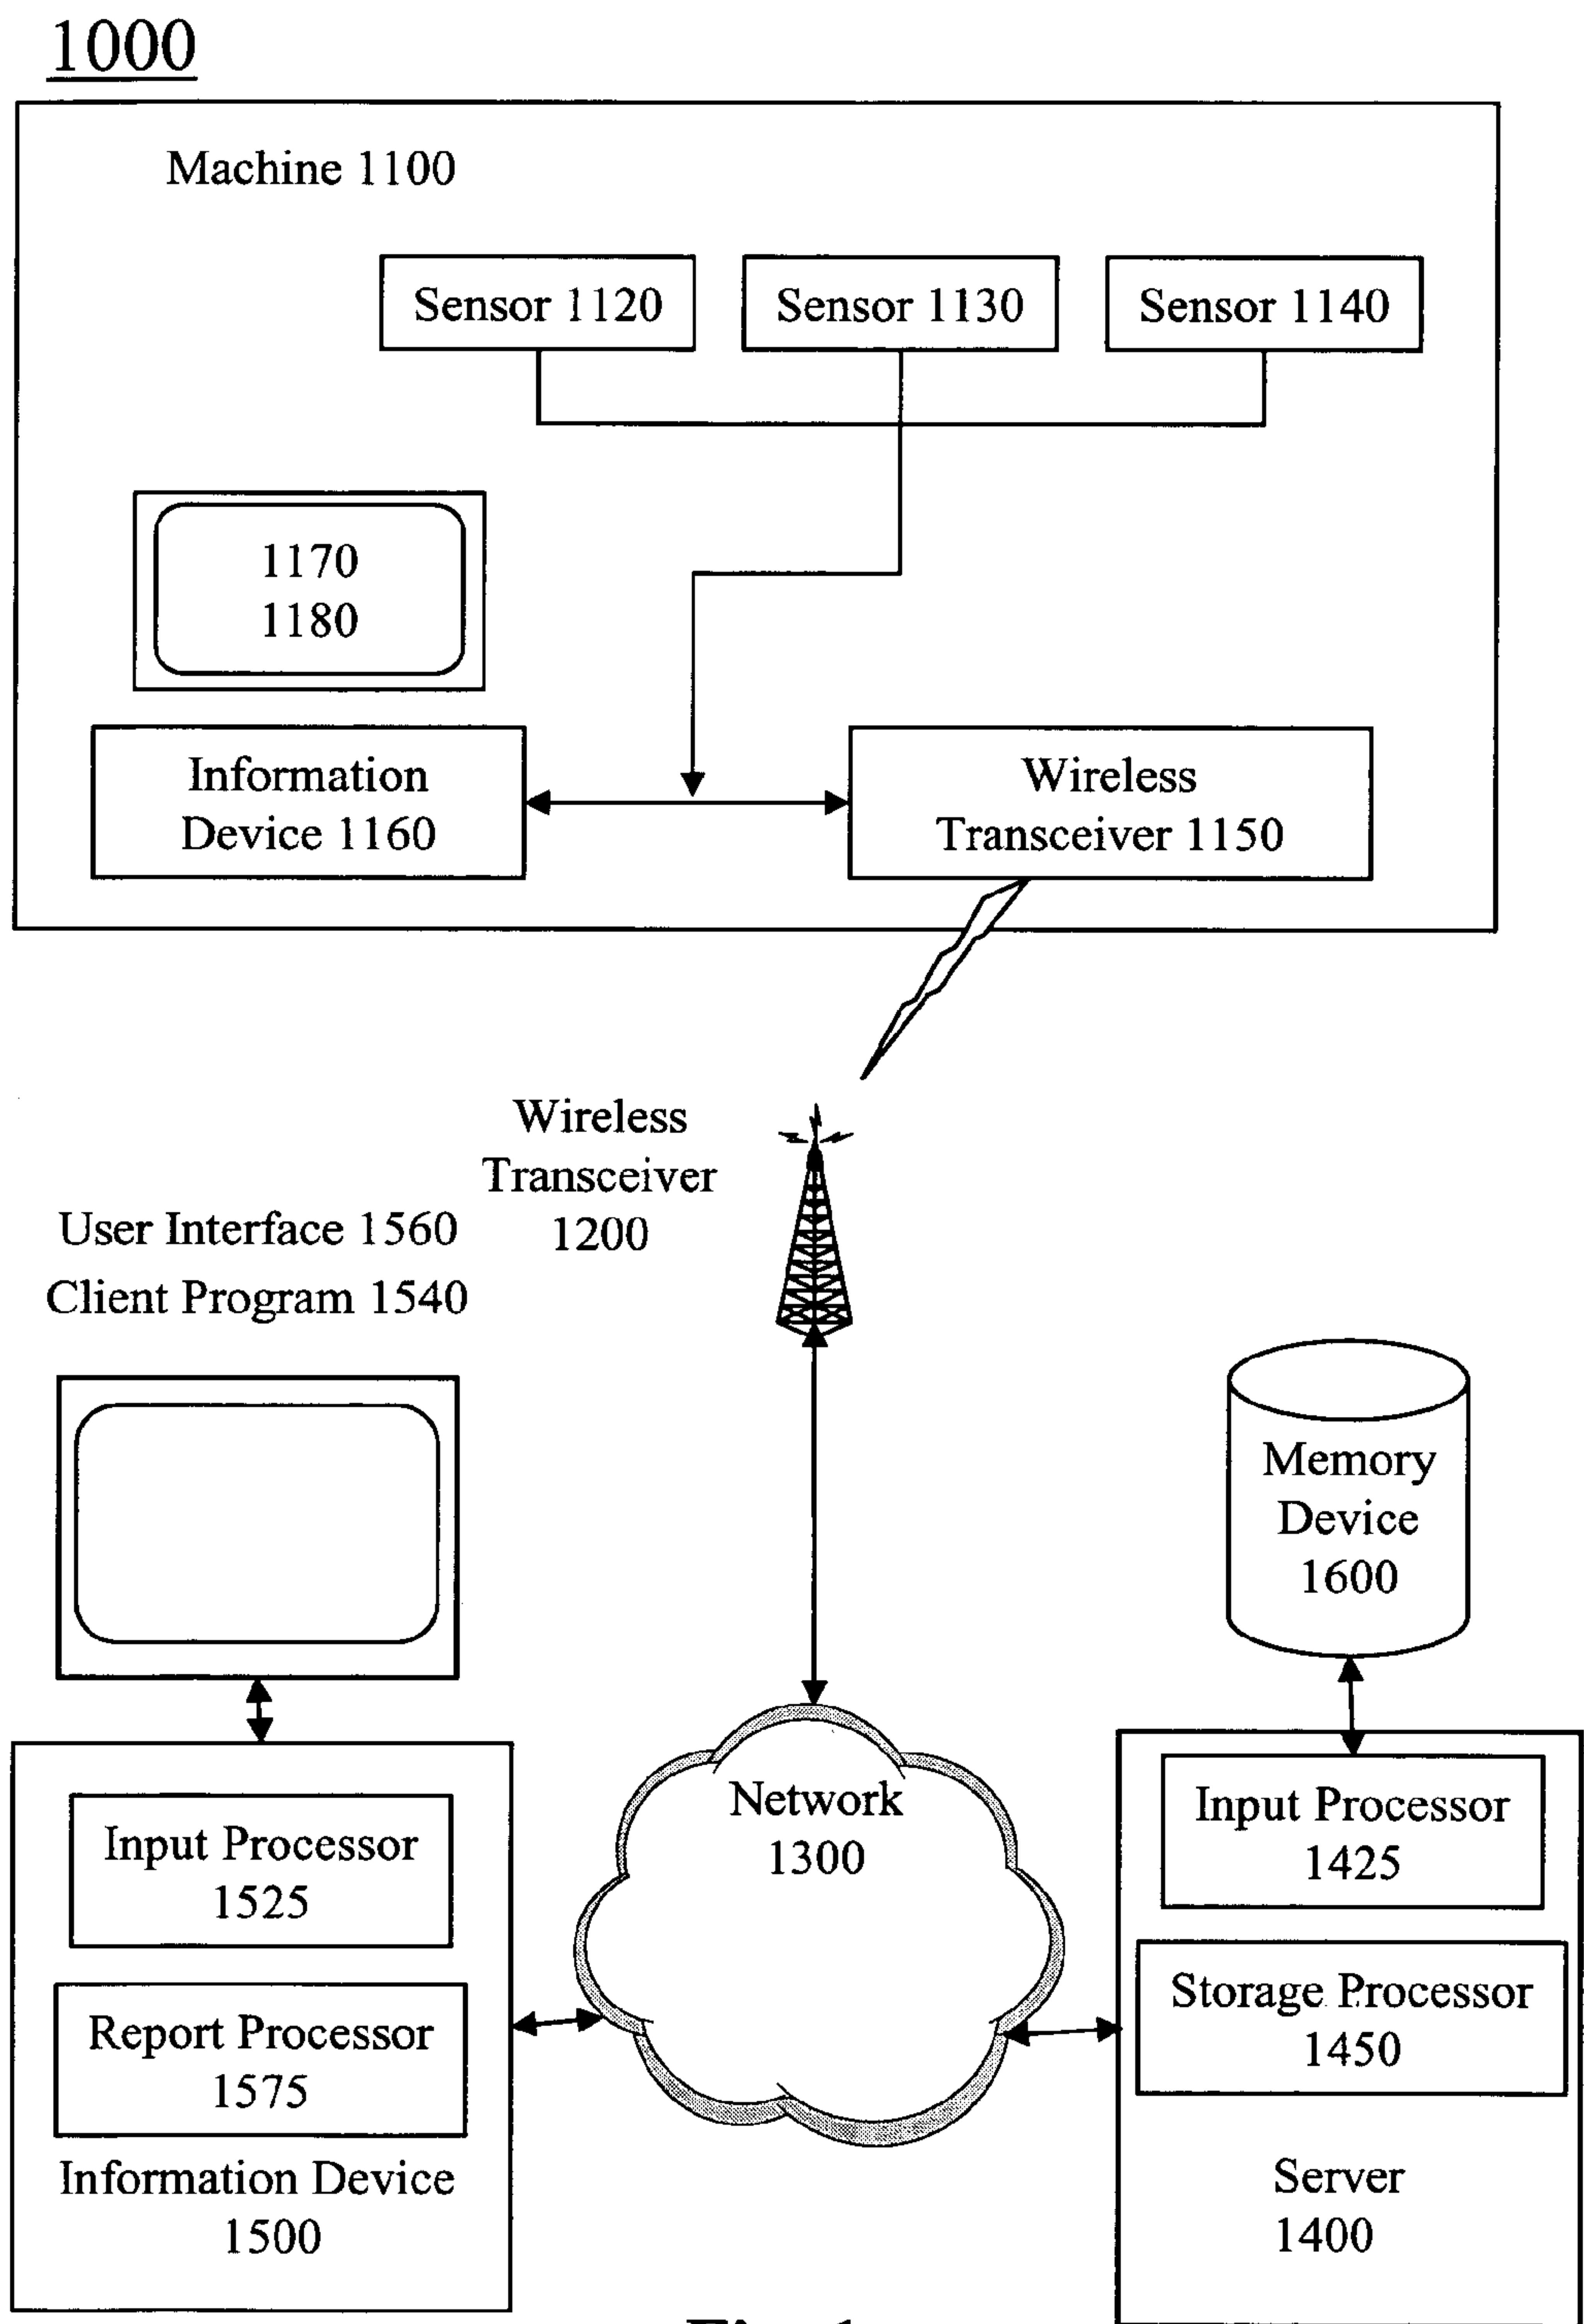 1000
Machine 1100
Sensor 1120
Sensor 1130
Sensor 1140
1170
1180
Information
Device 1160
Wireless
Transceiver 1150
Wireless
Transceiver
1200
User Interface 1560
Client Program 1540
Memory
Device
1600
Network
1300
Input Processor
1525
Report Processor
1575
Information Device
1500
Input Processor
1425
Storage Processor
1450
Server
1400